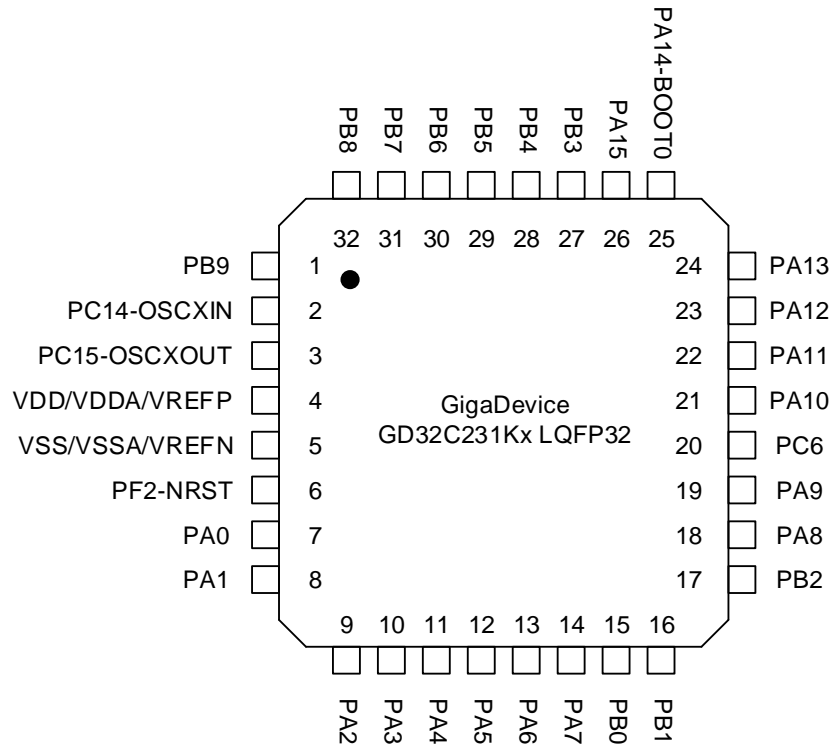 PA14-BOOT0
PB8
PB7
PB6
PB5
PB4
PB3
PA15
32 31 30 29 28 27 26 25
PB9 1 24 PA13
PC14-OSCXIN 2 23 PA12
PC15-OSCXOUT 3 22 PA11
VDD/VDDA/VREFP 4 21 PA10
GigaDevice
GD32C231Kx LQFP32
VSS/VSSA/VREFN 5 20 PC6
PF2-NRST 6 19 PA9
PA0 7 18 PA8
PA1 8 17 PB2
9 10 11 12 13 14 15 16
PA2
PA3
PA4
PA5
PA6
PA7
PB0
PB1